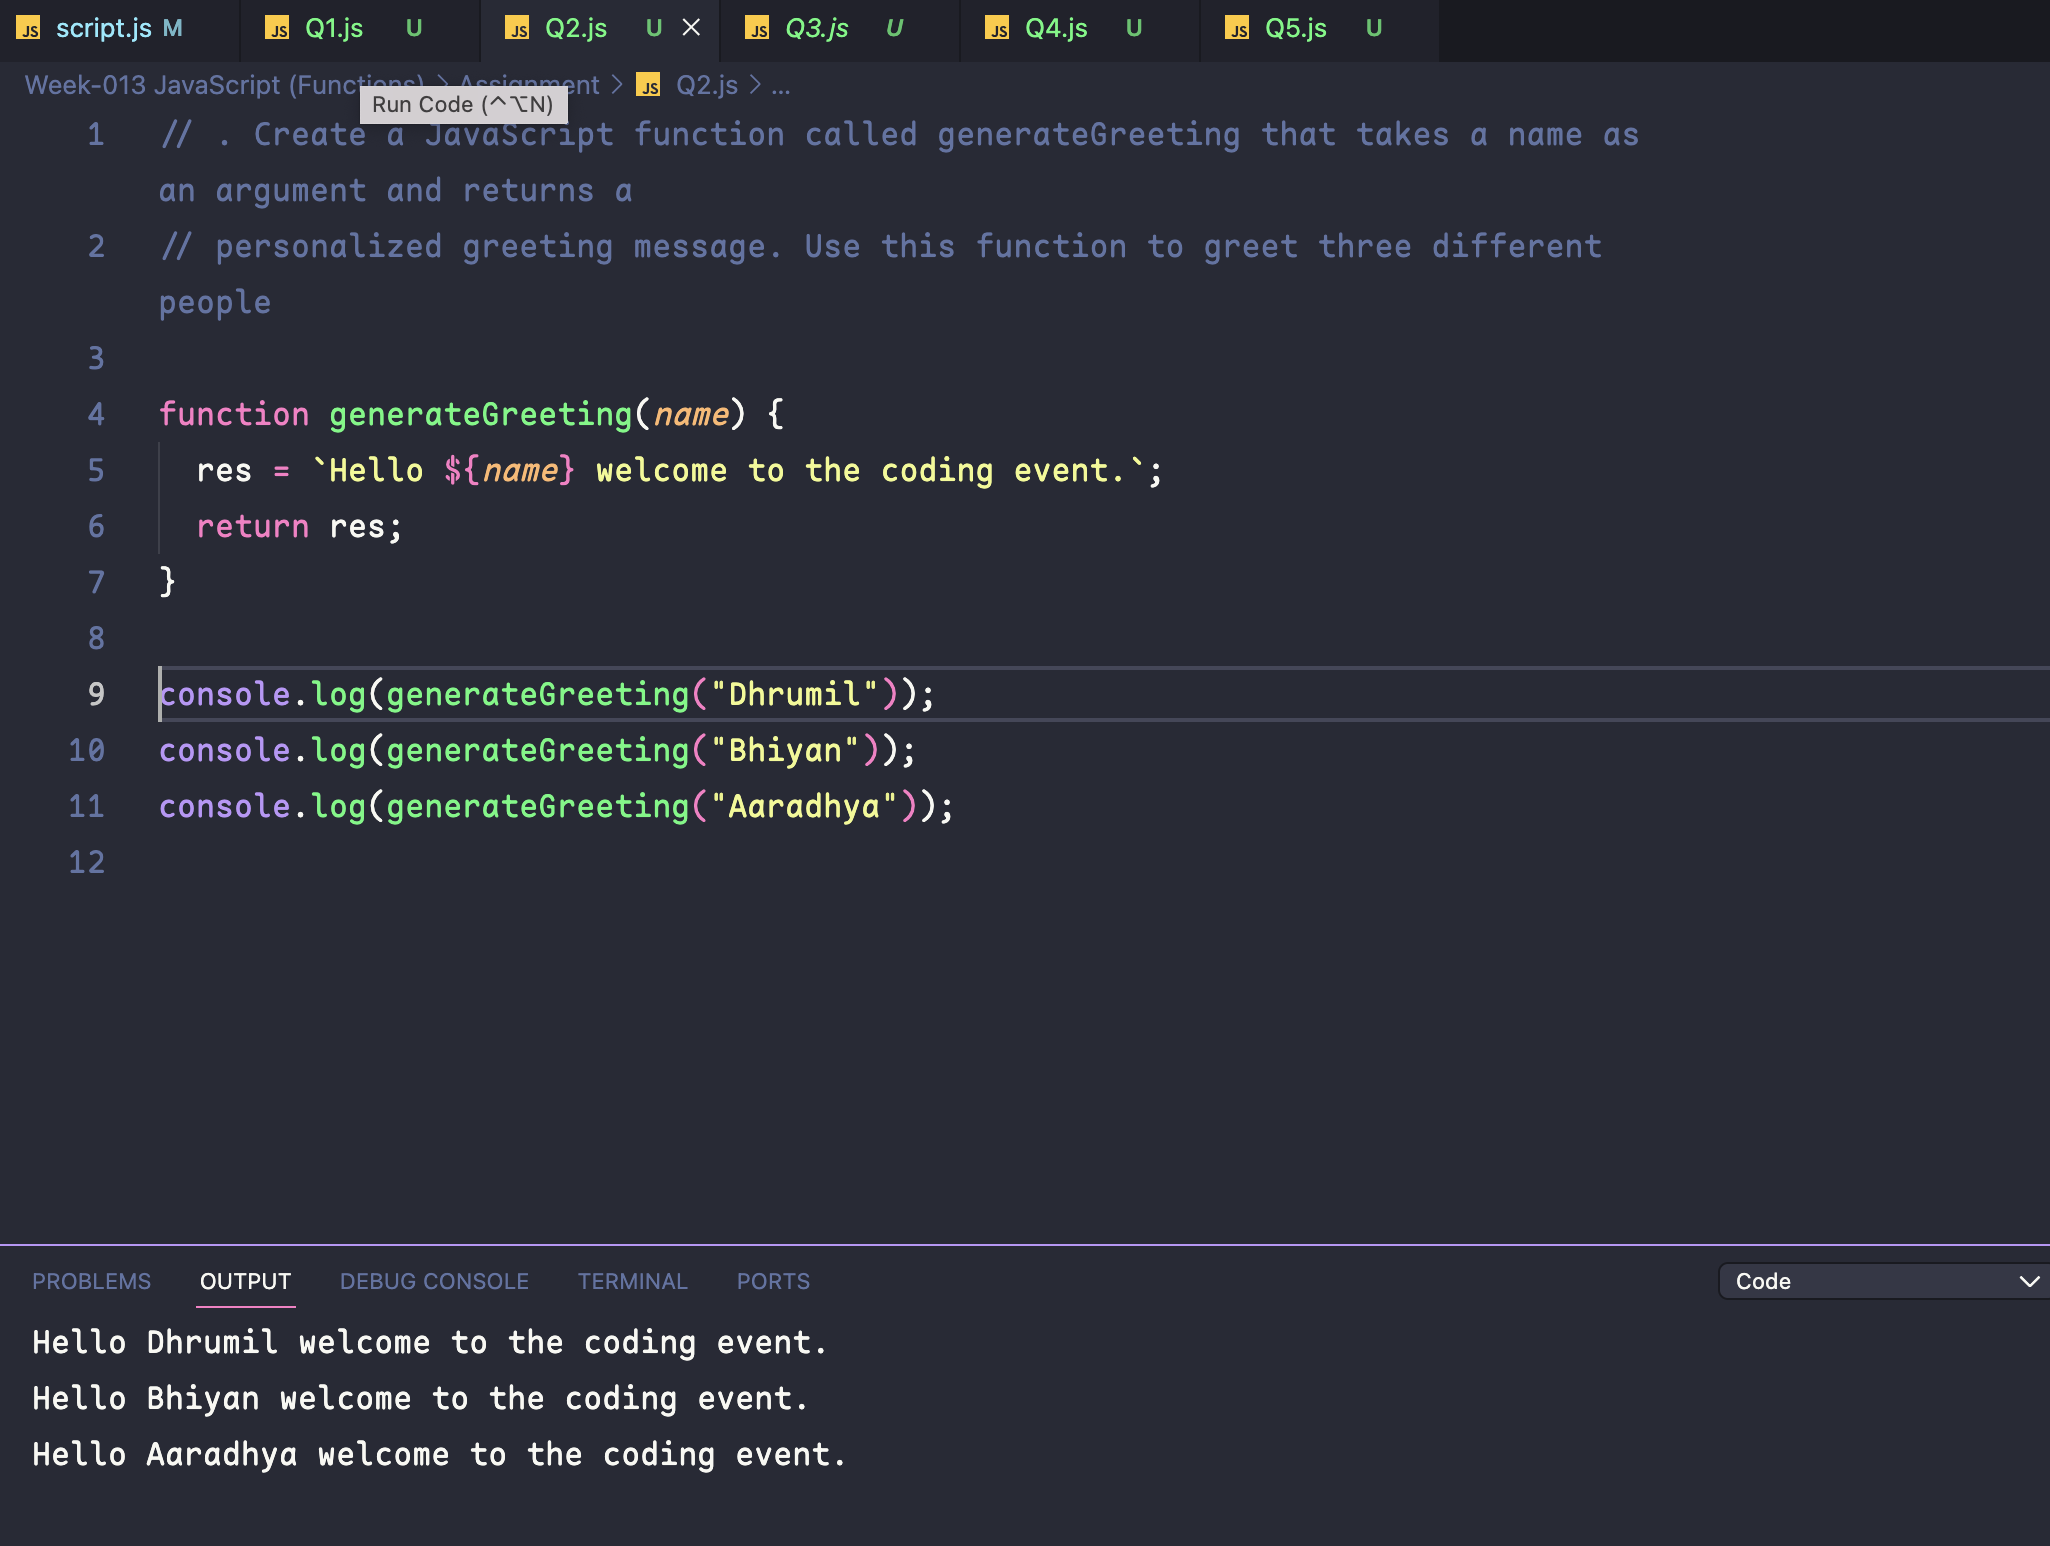 JS script.js M JS Q1.js U JS Q2.js U JS Q3.js U JS Q4.js U JS Q5.js U
Week-013 JavaScript (Functions) > Assignment > JS Q2.js > ...
Run Code (^⌥N)
1 // . Create a JavaScript function called generateGreeting that takes a name as
an argument and returns a
2 // personalized greeting message. Use this function to greet three different
people
3
4 function generateGreeting(name) {
5 res = `Hello ${name} welcome to the coding event.`;
6 return res;
7 }
8
9 console.log(generateGreeting("Dhrumil"));
10 console.log(generateGreeting("Bhiyan"));
11 console.log(generateGreeting("Aaradhya"));
12
PROBLEMS OUTPUT DEBUG CONSOLE TERMINAL PORTS Code
Hello Dhrumil welcome to the coding event.
Hello Bhiyan welcome to the coding event.
Hello Aaradhya welcome to the coding event.